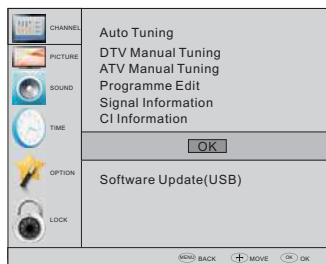 CHANNEL
PICTURE
SOUND
TIME
OPTION
LOCK
Auto Tuning
DTV Manual Tuning
ATV Manual Tuning
Programme Edit
Signal Information
CI Information
OK
Software Update(USB)
MENU BACK MOVE OK OK